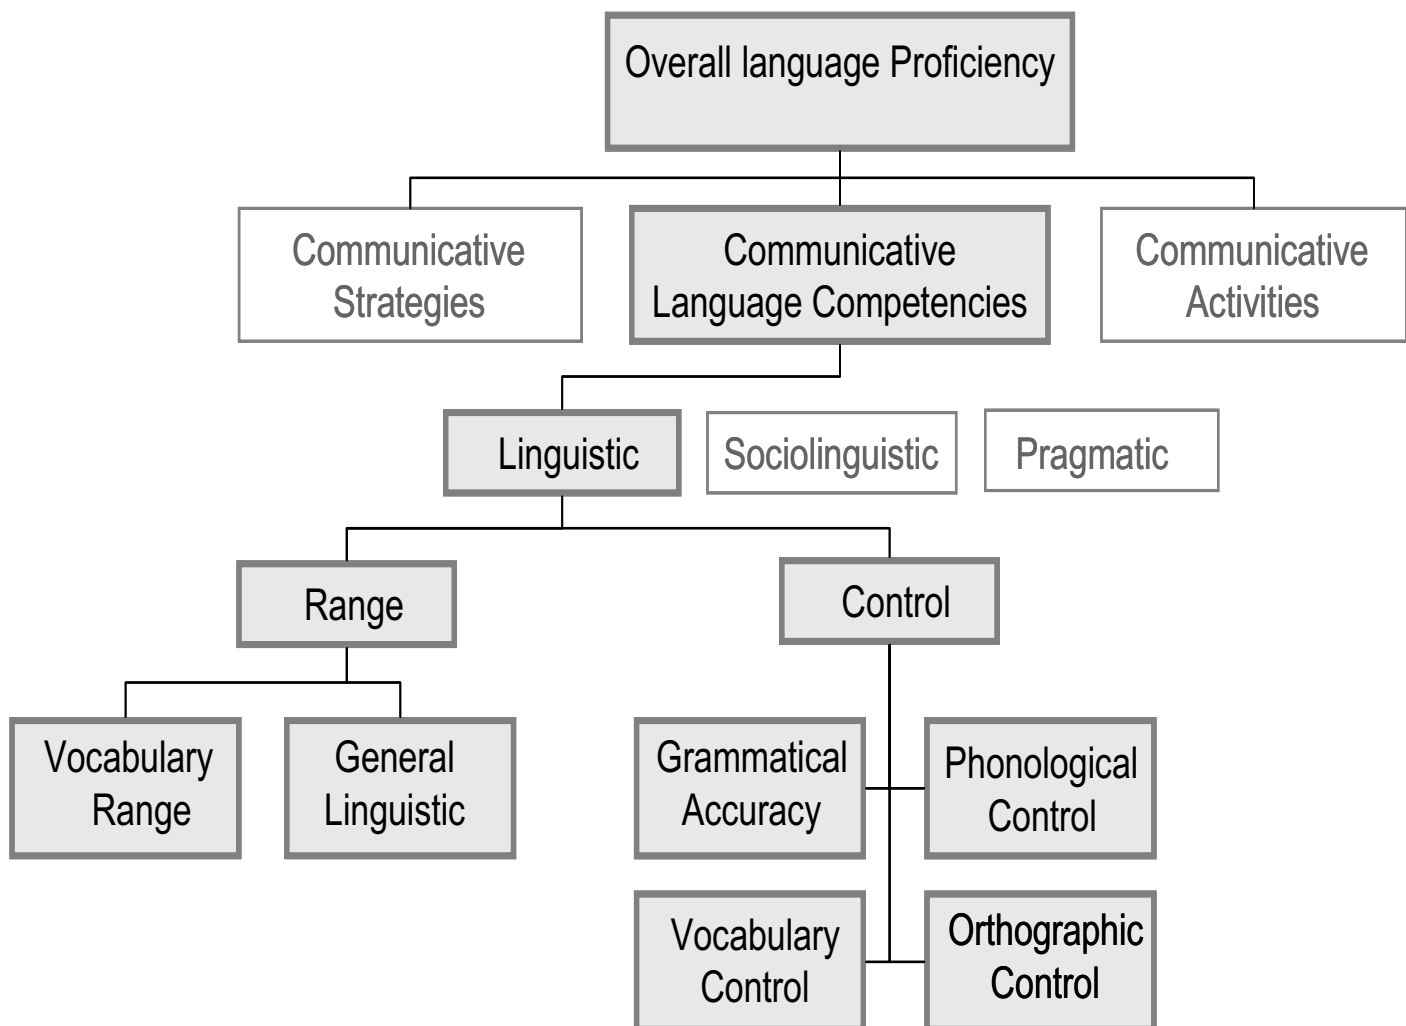 Overall language Proficiency
Communicative
Strategies
Communicative
Language Competencies
Communicative
Activities
Linguistic
Sociolinguistic
Pragmatic
Range
Control
Vocabulary
Range
General
Linguistic
Grammatical
Accuracy
Phonological
Control
Vocabulary
Control
Orthographic
Control